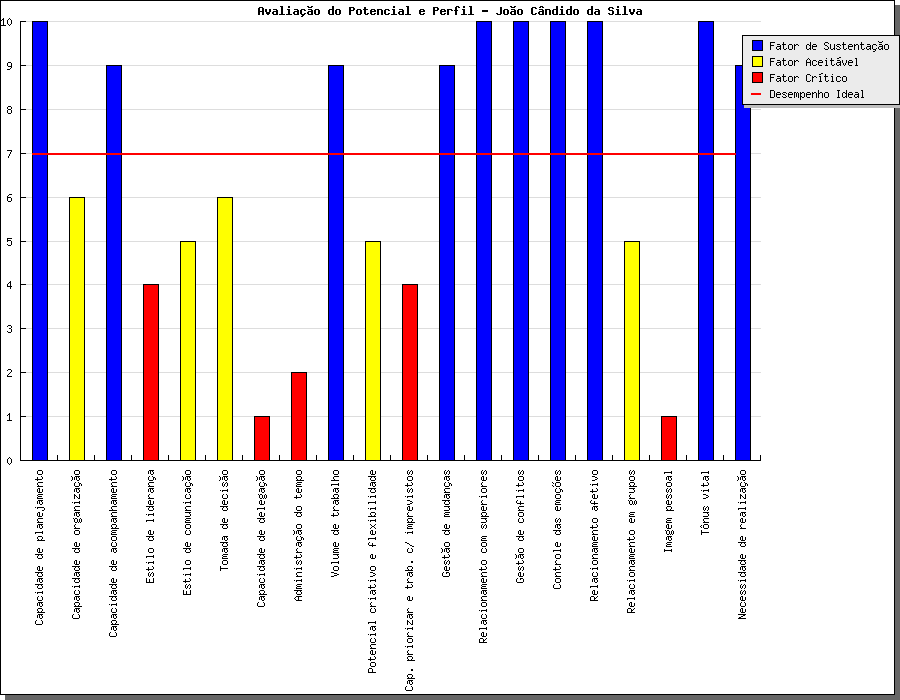 Avaliação do Potencial e Perfil - João Cândido da Silva
Fator de Sustentação
Fator Aceitável
Fator Crítico
Desempenho Ideal
10
9
8
7
6
5
4
3
2
1
0
Capacidade de planejamento
Capacidade de organização
Capacidade de acompanhamento
Estilo de liderança
Estilo de comunicação
Tomada de decisão
Capacidade de delegação
Administração do tempo
Volume de trabalho
Potencial criativo e flexibilidade
Cap. priorizar e trab. c/ imprevistos
Gestão de mudanças
Relacionamento com superiores
Gestão de conflitos
Controle das emoções
Relacionamento afetivo
Relacionamento em grupos
Imagem pessoal
Tônus vital
Necessidade de realização